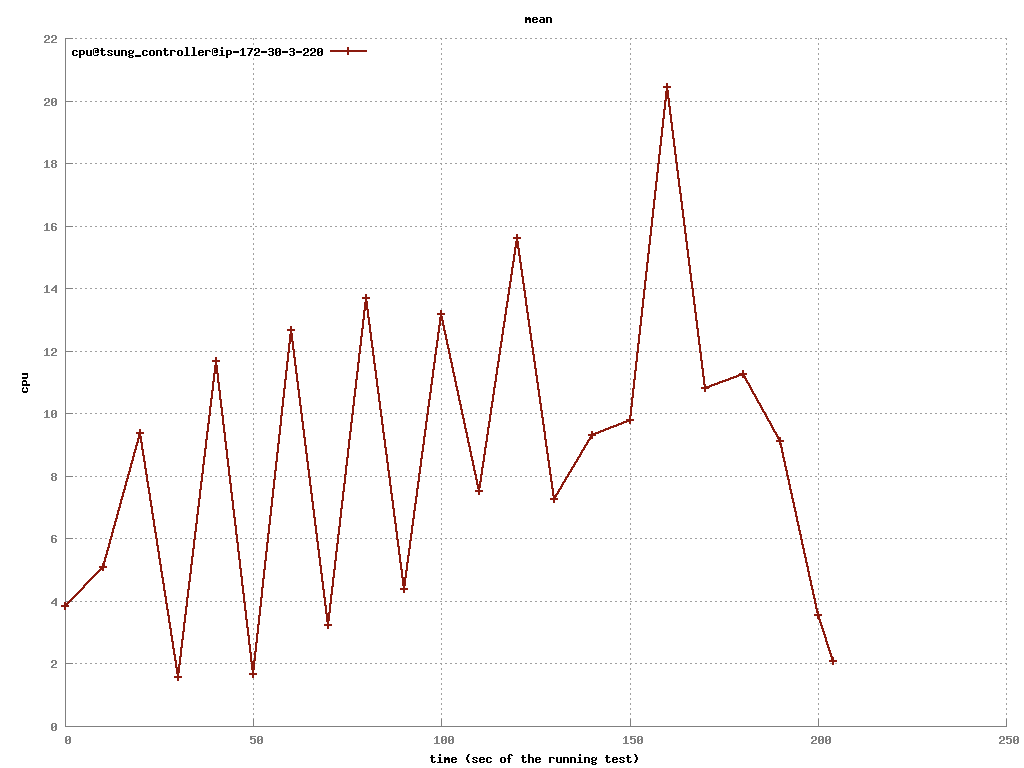 mean
cpu@tsung_controller@ip-172-30-3-220
22
20
18
16
14
12
10
8
6
4
2
0
cpu
0 50 100 150 200 250
time (sec of the running test)